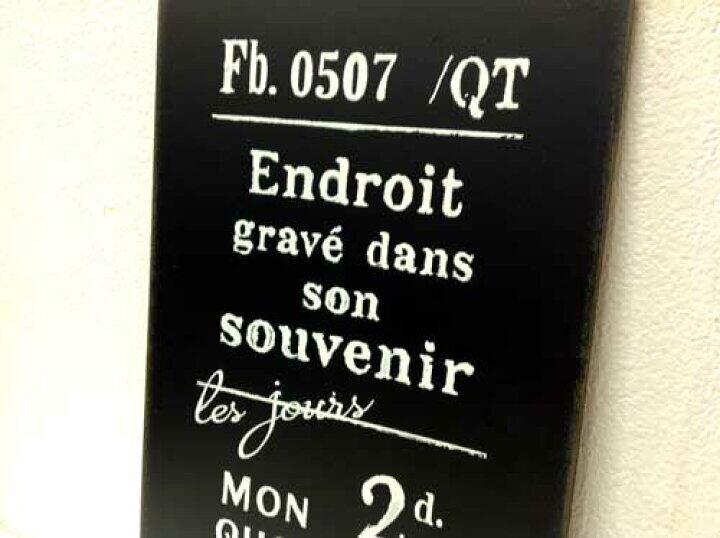 Fb. 0507 /QT
Endroit
gravé dans
son
souvenir
les jours
MON 2d.